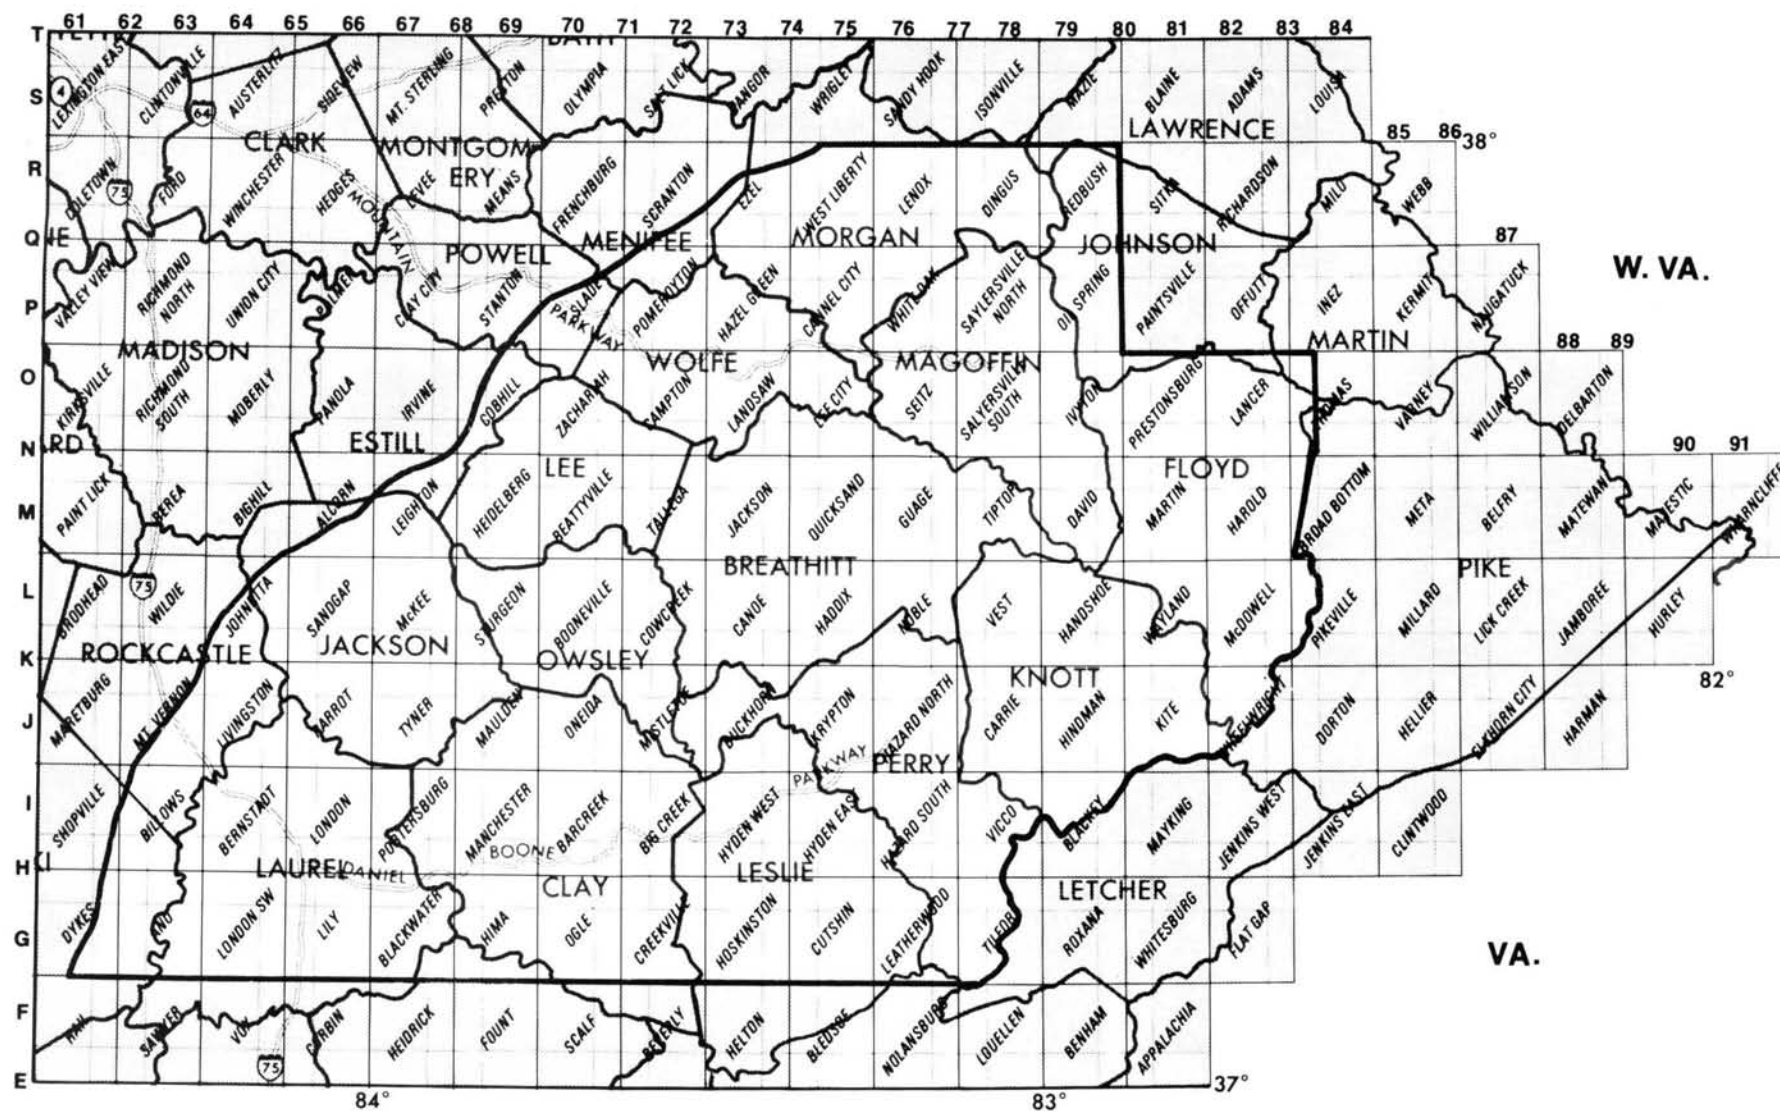 61 62 63 64 65 66 67 68 69 70 71 72 73 74 75 76 77 78 79 80 81 82 83 84
T
BATH
S
4
LEXINGTON EAST
CLINTONVILLE
AUSTERLITZ
SIDEVIEW
MT. STERLING
PRESTON
OLYMPIA
SALT LICK
BANGOR
WRIGLEY
SANDY HOOK
ISONVILLE
MAZIE
BLAINE
ADAMS
LOUISA
64
CLARK
MONTGOM
ERY
LAWRENCE
85 86 38°
R
75
COLETOWN
FORD
WINCHESTER
HEDGES
LEVEE
MEANS
FRENCHBURG
SCRANTON
EZEL
WEST LIBERTY
LENOX
DINGUS
REDBUSH
SITKA
RICHARDSON
MILO
WEBB
MOUNTAIN
Q NE
POWELL
MENIFEE
MORGAN
JOHNSON
87
W. VA.
P
VALLEY VIEW
RICHMOND
NORTH
UNION CITY
PALMER
CLAY CITY
STANTON
SLADE
POMEROYTON
HAZEL GREEN
CANNEL CITY
WHITE OAK
SAYLERSVILLE
NORTH
OIL SPRING
PAINTSVILLE
OFFUTT
INEZ
KERMIT
NAUGATUCK
PARKWAY
MADISON
WOLFE
MAGOFFIN
MARTIN
88 89
O
KIRKSVILLE
RICHMOND
SOUTH
MOBERLY
PANOLA
IRVINE
COBHILL
ZACHARIAH
CAMPTON
LANDSAW
LEE CITY
SEITZ
SALYERSVILLE
SOUTH
IVYTON
PRESTONSBURG
LANCER
THOMAS
VARNEY
WILLIAMSON
DELBARTON
N ARD
ESTILL
LEE
FLOYD
90 91
M
PAINT LICK
BEREA
BIGHILL
ALCORN
LEIGHTON
HEIDELBERG
BEATTYVILLE
TALLEGA
JACKSON
QUICKSAND
GUAGE
TIPTOP
DAVID
MARTIN
HAROLD
BROAD BOTTOM
META
BELFRY
MATEWAN
MAJESTIC
WHARNCLIFFE
BREATHITT
PIKE
L
75
BRODHEAD
WILDIE
JOHNETTA
SANDGAP
McKEE
STURGEON
BOONEVILLE
COWCREEK
CANOE
HADDIX
NOBLE
VEST
HANDSHOE
WAYLAND
McDOWELL
PIKEVILLE
MILLARD
LICK CREEK
JAMBOREE
HURLEY
K
ROCKCASTLE
JACKSON
OWSLEY
KNOTT
82°
J
MARETBURG
MT. VERNON
LIVINGSTON
PARROT
TYNER
MAULDEN
ONEIDA
MISTLETOE
BUCKHORN
KRYPTON
HAZARD NORTH
CARRIE
HINDMAN
KITE
WHEELWRIGHT
DORTON
HELLIER
ELKHORN CITY
HARMAN
PARKWAY
PERRY
I
SHOPVILLE
BILLOWS
BERNSTADT
LONDON
PORTERSBURG
MANCHESTER
BARCREEK
BIG CREEK
HYDEN WEST
HYDEN EAST
HAZARD SOUTH
VICCO
BLACKEY
MAYKING
JENKINS WEST
JENKINS EAST
CLINTWOOD
BOONE
DANIEL
H KI
LAUREL
CLAY
LESLIE
LETCHER
G
DYKES
ANO
LONDON SW
LILY
BLACKWATER
HIMA
OGLE
CREEKVILLE
HOSKINSTON
CUTSHIN
LEATHERWOOD
TILFORD
ROXANA
WHITESBURG
FLAT GAP
VA.
F
HAIL
SAWYER
VOX
CORBIN
HEIDRICK
FOUNT
SCALF
BEVERLY
HELTON
BLEDSOE
NOLANSBURG
LOUELLEN
BENHAM
APPALACHIA
75
E
84°
83°
37°